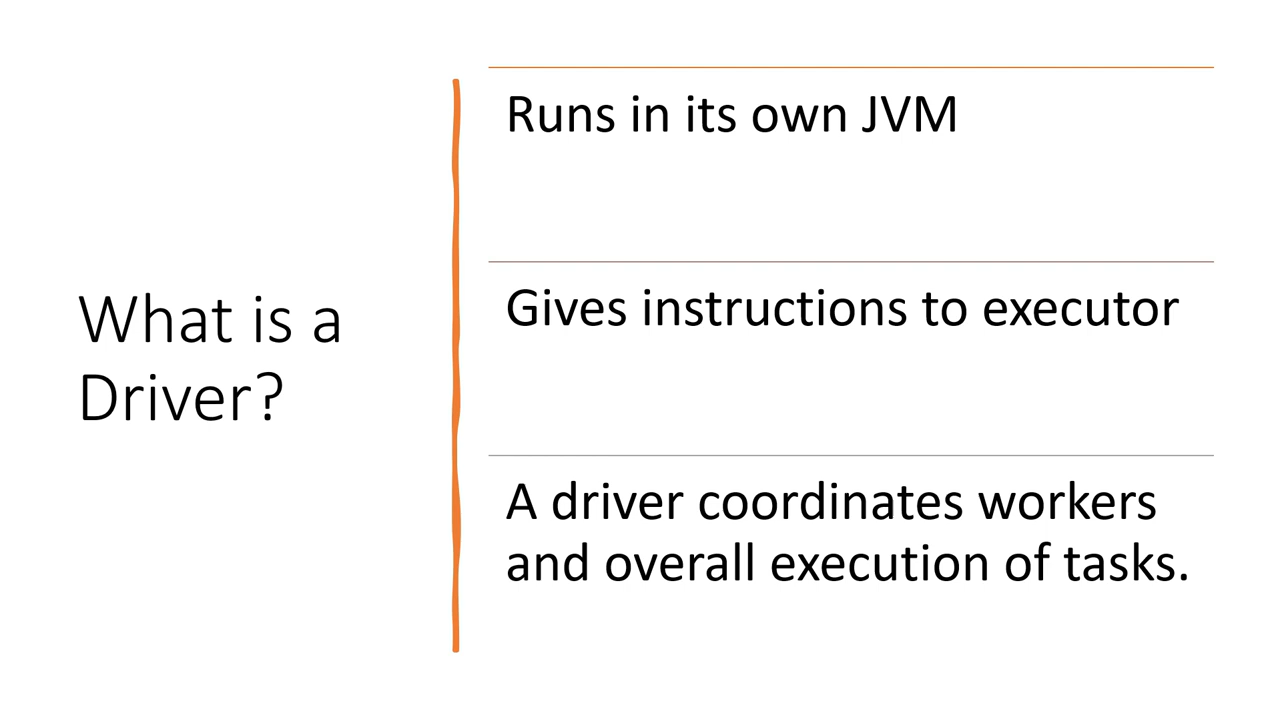 What is a
Driver?
Runs in its own JVM
Gives instructions to executor
A driver coordinates workers
and overall execution of tasks.